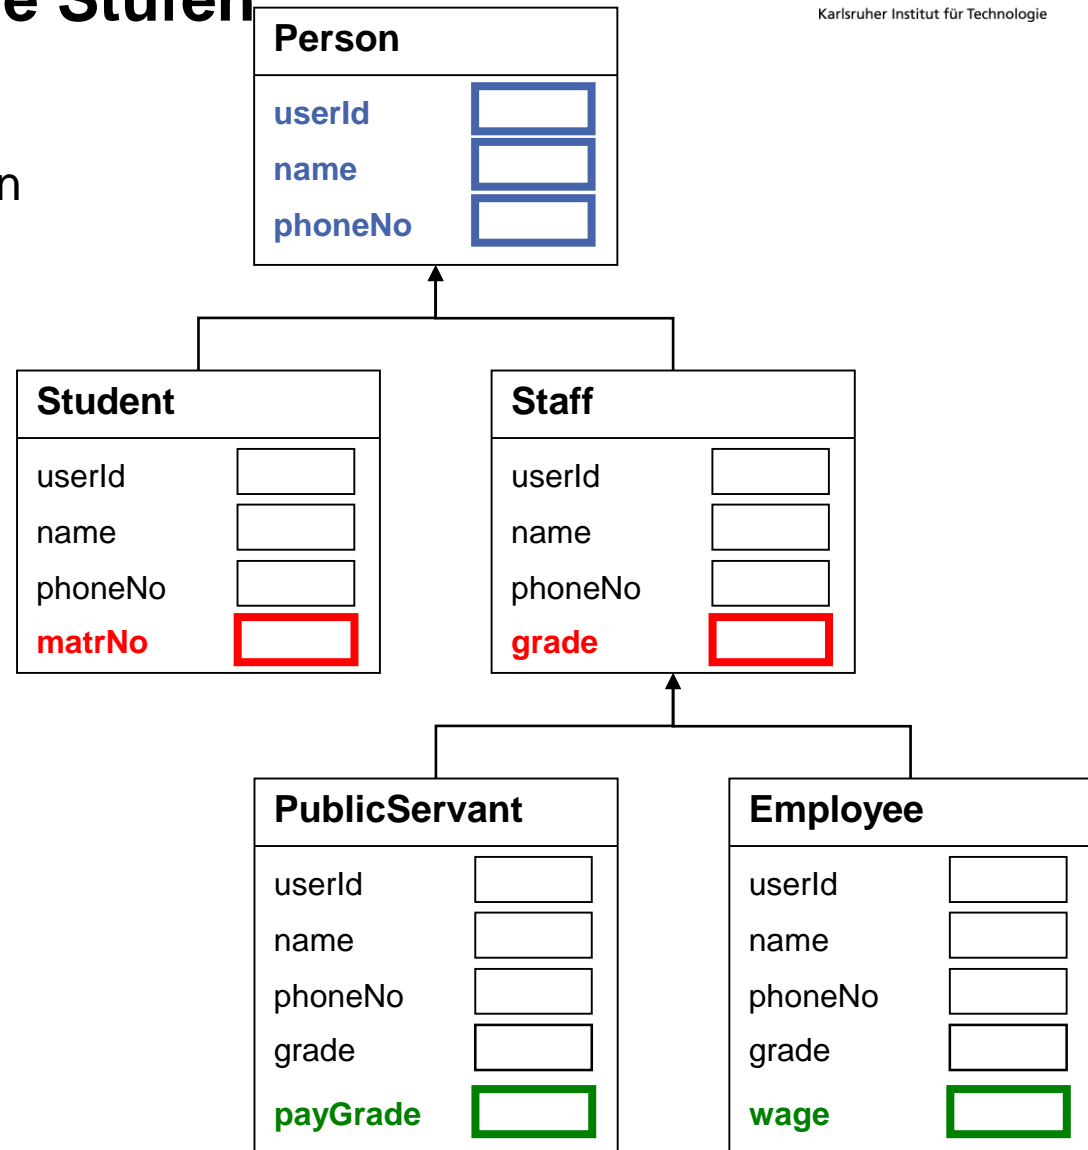 e Stufen
Karlsruher Institut für Technologie
n
Person
userId
name
phoneNo
Student
userId
name
phoneNo
matrNo
Staff
userId
name
phoneNo
grade
PublicServant
userId
name
phoneNo
grade
payGrade
Employee
userId
name
phoneNo
grade
wage